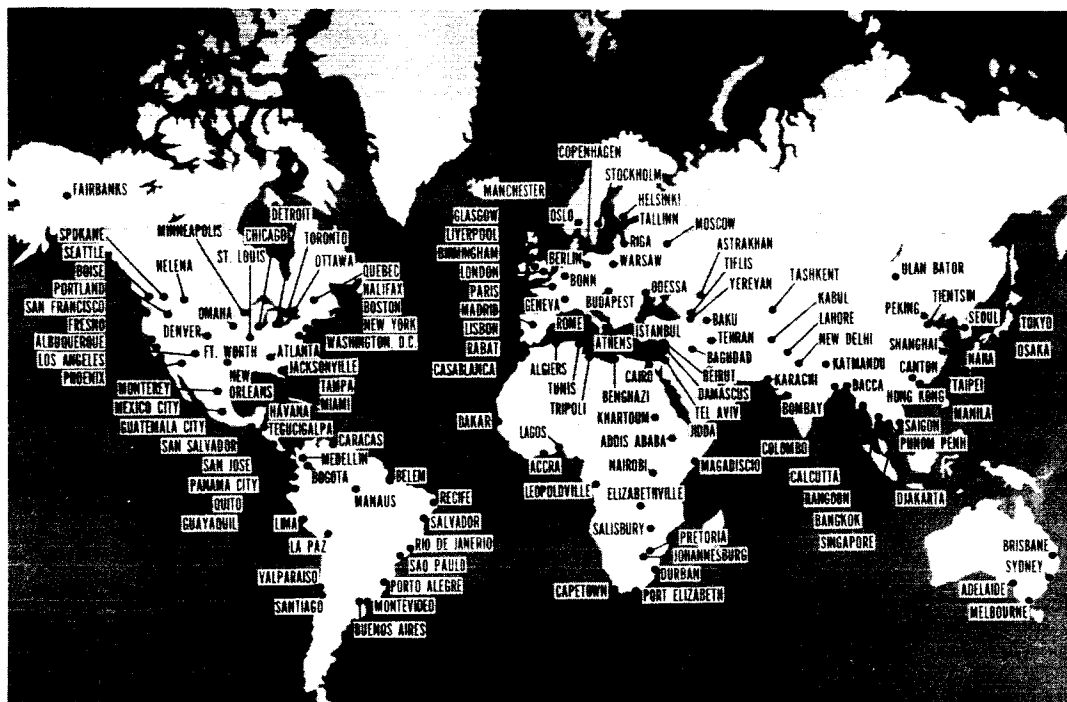 FAIRBANKS
SPOKANE
SEATTLE
BOISE
PORTLAND
SAN FRANCISCO
FRESNO
ALBUQUERQUE
LOS ANGELES
PHOENIX
MINNEAPOLIS
HELENA
OMAHA
DENVER
FT. WORTH
ST. LOUIS
CHICAGO
DETROIT
TORONTO
OTTAWA
QUEBEC
HALIFAX
BOSTON
NEW YORK
WASHINGTON, D.C.
ATLANTA
JACKSONVILLE
TAMPA
MIAMI
NEW
ORLEANS
MONTEREY
MEXICO CITY
GUATEMALA CITY
HAVANA
TEGUCIGALPA
SAN SALVADOR
SAN JOSE
PANAMA CITY
QUITO
GUAYAQUIL
CARACAS
MEDELLIN
BOGOTA
BELEM
MANAUS
RECIFE
LIMA
SALVADOR
LA PAZ
RIO DE JANERIO
SAO PAULO
VALPARAISO
PORTO ALEGRE
SANTIAGO
MONTEVIDEO
BUENOS AIRES
MANCHESTER
GLASGOW
LIVERPOOL
BIRMINGHAM
LONDON
PARIS
MADRID
LISBON
RABAT
CASABLANCA
COPENHAGEN
STOCKHOLM
HELSINKI
TALLINN
OSLO
RIGA
MOSCOW
BERLIN
WARSAW
BONN
ASTRAKHAN
TIFLIS
YEREVAN
GENEVA
BUDAPEST
ODESSA
ROME
ATHENS
ISTANBUL
BAKU
TEHRAN
BAGHDAD
BEIRUT
DAMASCUS
TEL AVIV
JIDDA
ALGIERS
TUNIS
TRIPOLI
BENGHAZI
CAIRO
KHARTOUM
DAKAR
LAGOS
ADDIS ABABA
ACCRA
NAIROBI
MAGADISCIO
LEOPOLDVILLE
ELIZABETHVILLE
SALISBURY
PRETORIA
JOHANNESBURG
DURBAN
CAPETOWN
PORT ELIZABETH
TASHKENT
KABUL
LAHORE
NEW DELHI
KATMANDU
KARACHI
BOMBAY
BACCA
COLOMBO
CALCUTTA
RANGOON
BANGKOK
SINGAPORE
ULAN BATOR
PEKING
TIENTSIN
SEOUL
TOKYO
OSAKA
SHANGHAI
NAHA
CANTON
TAIPEI
HONG KONG
MANILA
SAIGON
PUNOM PENH
DJAKARTA
BRISBANE
SYDNEY
ADELAIDE
MELBOURNE